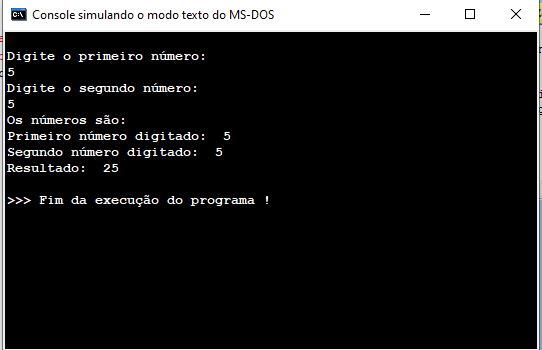 Console simulando o modo texto do MS-DOS
Digite o primeiro número:
5
Digite o segundo número:
5
Os números são:
Primeiro número digitado:  5
Segundo número digitado:  5
Resultado:  25
>>> Fim da execução do programa !